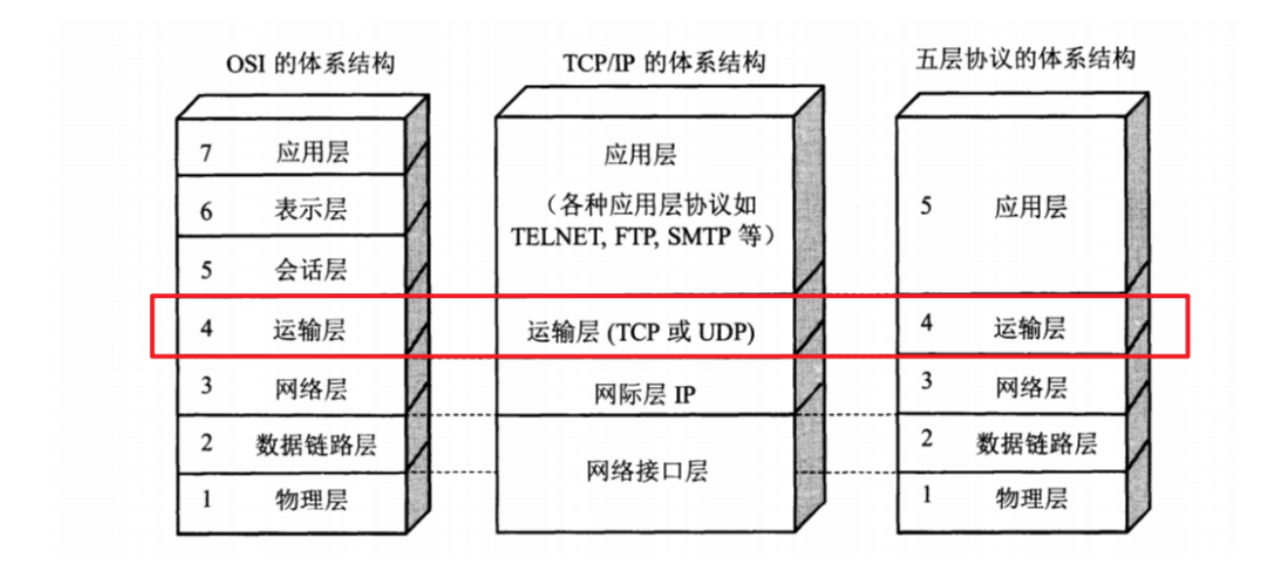 OSI 的体系结构
7 应用层
6 表示层
5 会话层
4 运输层
3 网络层
2 数据链路层
1 物理层
TCP/IP 的体系结构
应用层
（各种应用层协议如
TELNET, FTP, SMTP 等）
运输层 (TCP 或 UDP)
网际层 IP
网络接口层
五层协议的体系结构
5 应用层
4 运输层
3 网络层
2 数据链路层
1 物理层